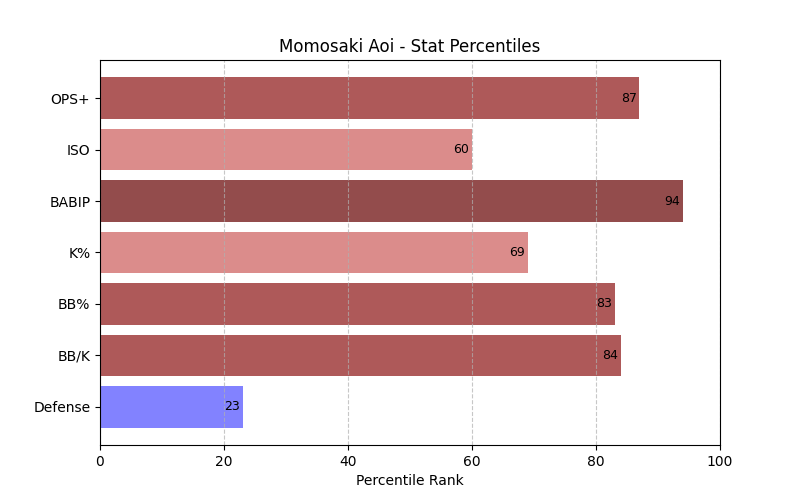 Momosaki Aoi - Stat Percentiles
OPS+ 87
ISO 60
BABIP 94
K% 69
BB% 83
BB/K 84
Defense 23
0 20 40 60 80 100
Percentile Rank